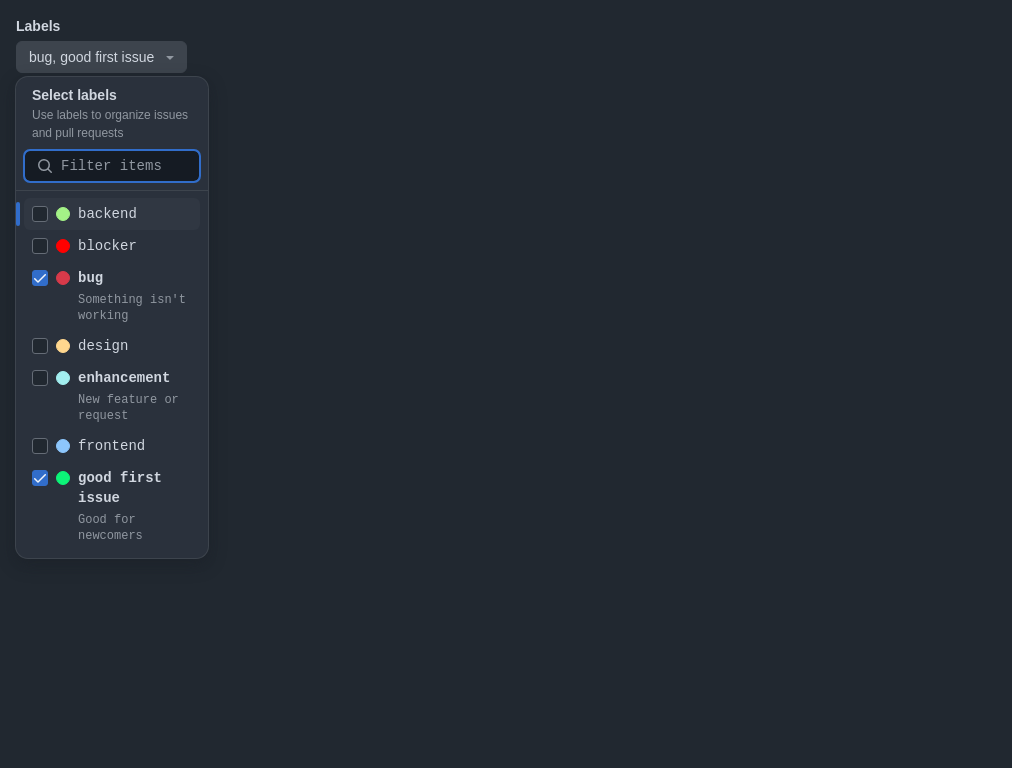 Labels
bug, good first issue
Select labels
Use labels to organize issues
and pull requests
Filter items
backend
blocker
bug
Something isn't
working
design
enhancement
New feature or
request
frontend
good first
issue
Good for
newcomers